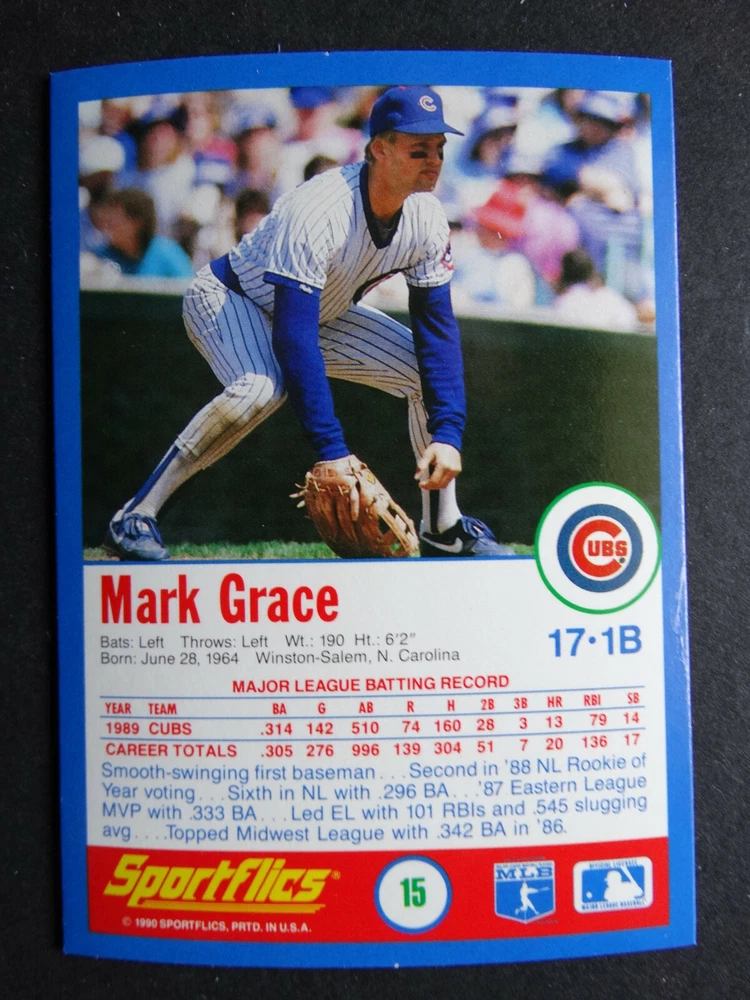 C
CUBS
Mark Grace
Bats: Left Throws: Left Wt.: 190 Ht.: 6'2"
Born: June 28, 1964 Winston-Salem, N. Carolina
17•1B
MAJOR LEAGUE BATTING RECORD
YEAR TEAM BA G AB R H 2B 3B HR RBI SB
1989 CUBS .314 142 510 74 160 28 3 13 79 14
CAREER TOTALS .305 276 996 139 304 51 7 20 136 17
Smooth-swinging first baseman . . . Second in '88 NL Rookie of
Year voting . . . Sixth in NL with .296 BA . . . '87 Eastern League
MVP with .333 BA . . . Led EL with 101 RBIs and .545 slugging
avg . . . .Topped Midwest League with .342 BA in '86.
Sportflics®
© 1990 SPORTFLICS, PRTD. IN U.S.A.
15
MLB
OFFICIAL LICENSEE
MAJOR LEAGUE BASEBALL